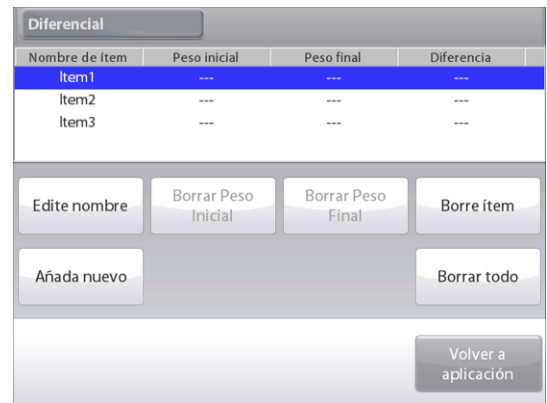 Diferencial
Nombre de ítem Peso inicial Peso final Diferencia
Item1 --- --- ---
Item2 --- --- ---
Item3 --- --- ---
Edite nombre
Borrar Peso
Inicial
Borrar Peso
Final
Borre ítem
Añada nuevo
Borrar todo
Volver a
aplicación